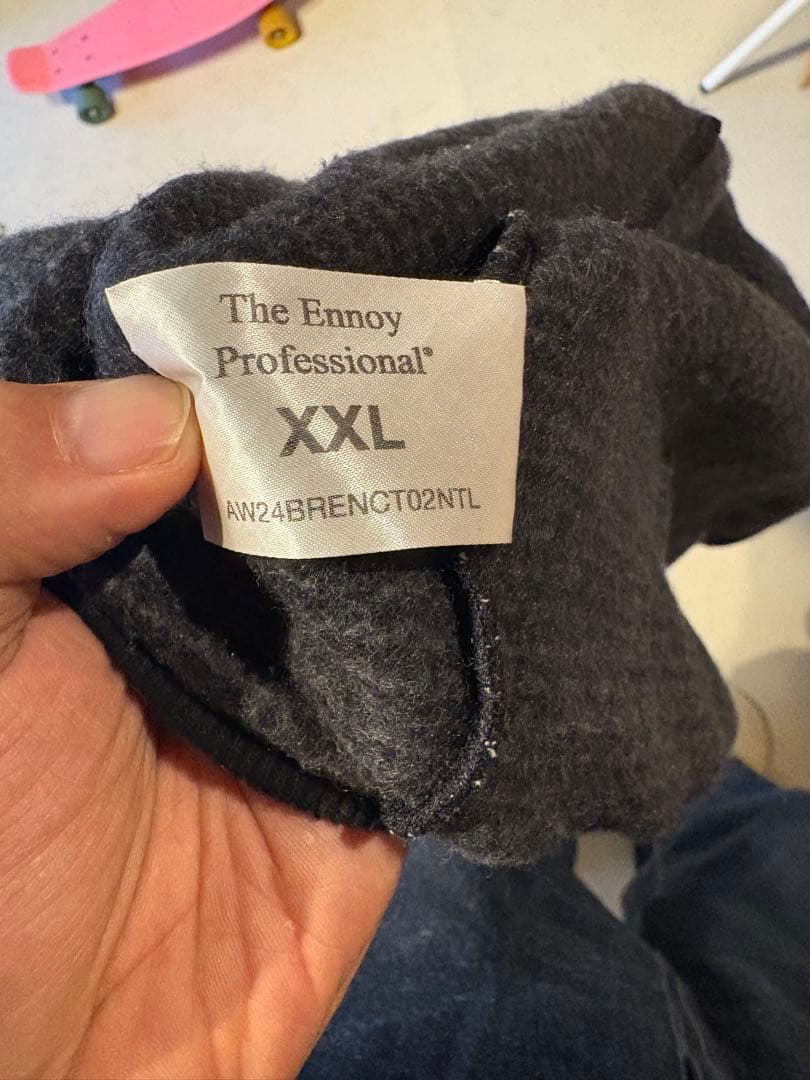 The Ennoy
Professional®
XXL
AW24BRENCT02NTL